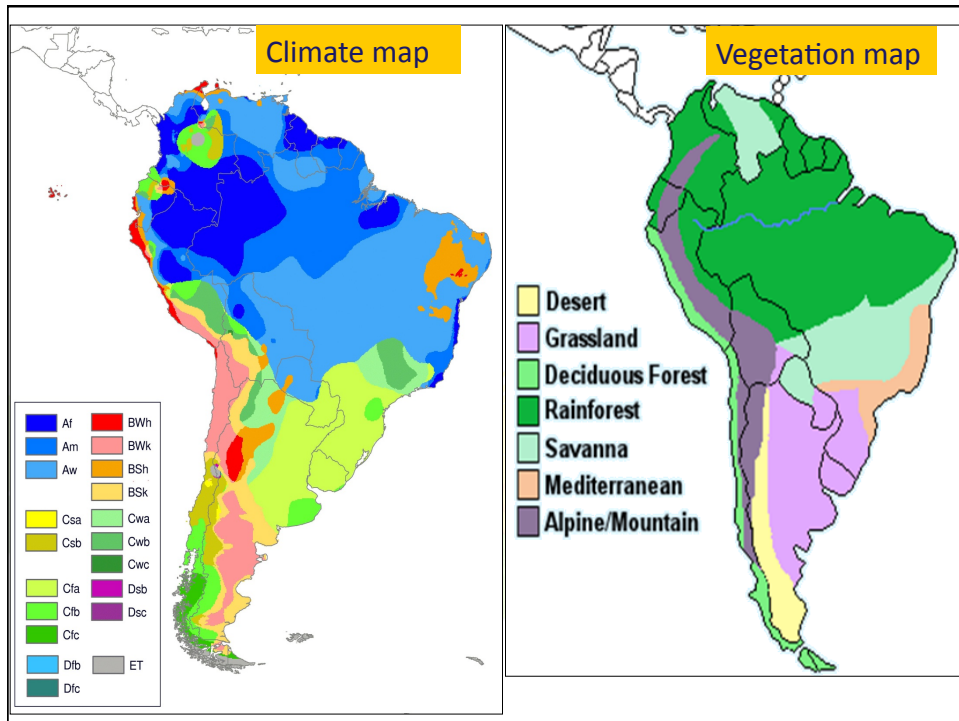 Climate map
Vegetation map
Af
Am
Aw
Csa
Csb
Cfa
Cfb
Cfc
Dfb
Dfc
BWh
BWk
BSh
BSk
Cwa
Cwb
Cwc
Dsb
Dsc
ET
Desert
Grassland
Deciduous Forest
Rainforest
Savanna
Mediterranean
Alpine/Mountain